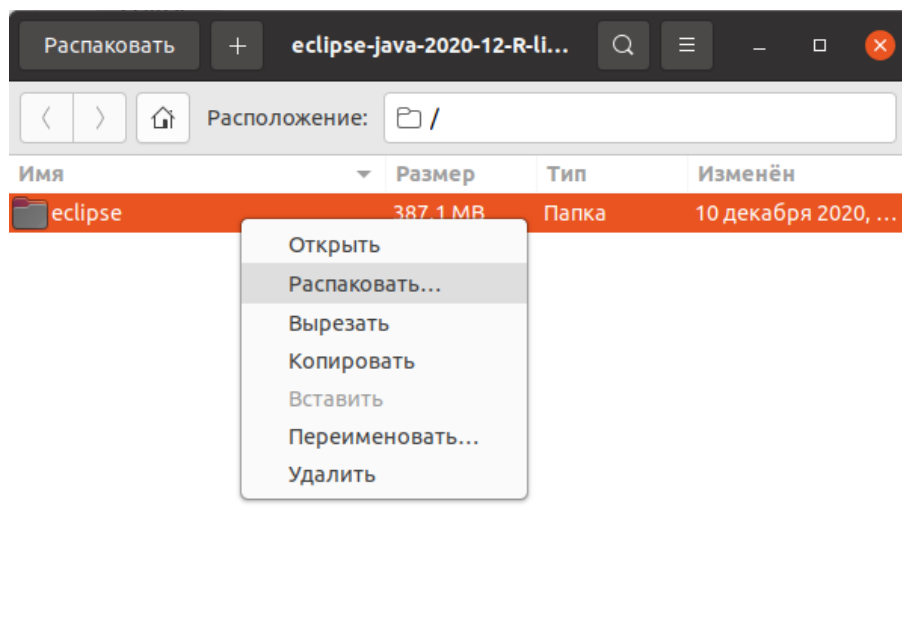 Распаковать + eclipse-java-2020-12-R-li...
Расположение: /
Имя Размер Тип Изменён
eclipse 387.1 MB Папка 10 декабря 2020, ...
Открыть
Распаковать...
Вырезать
Копировать
Вставить
Переименовать...
Удалить